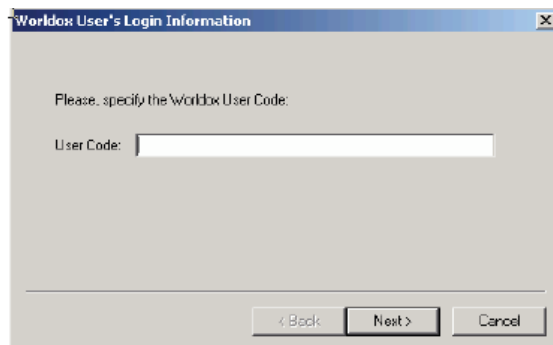 Worldox User's Login Information
Please, specify the Worldox User Code:
User Code:
< Back Next > Cancel